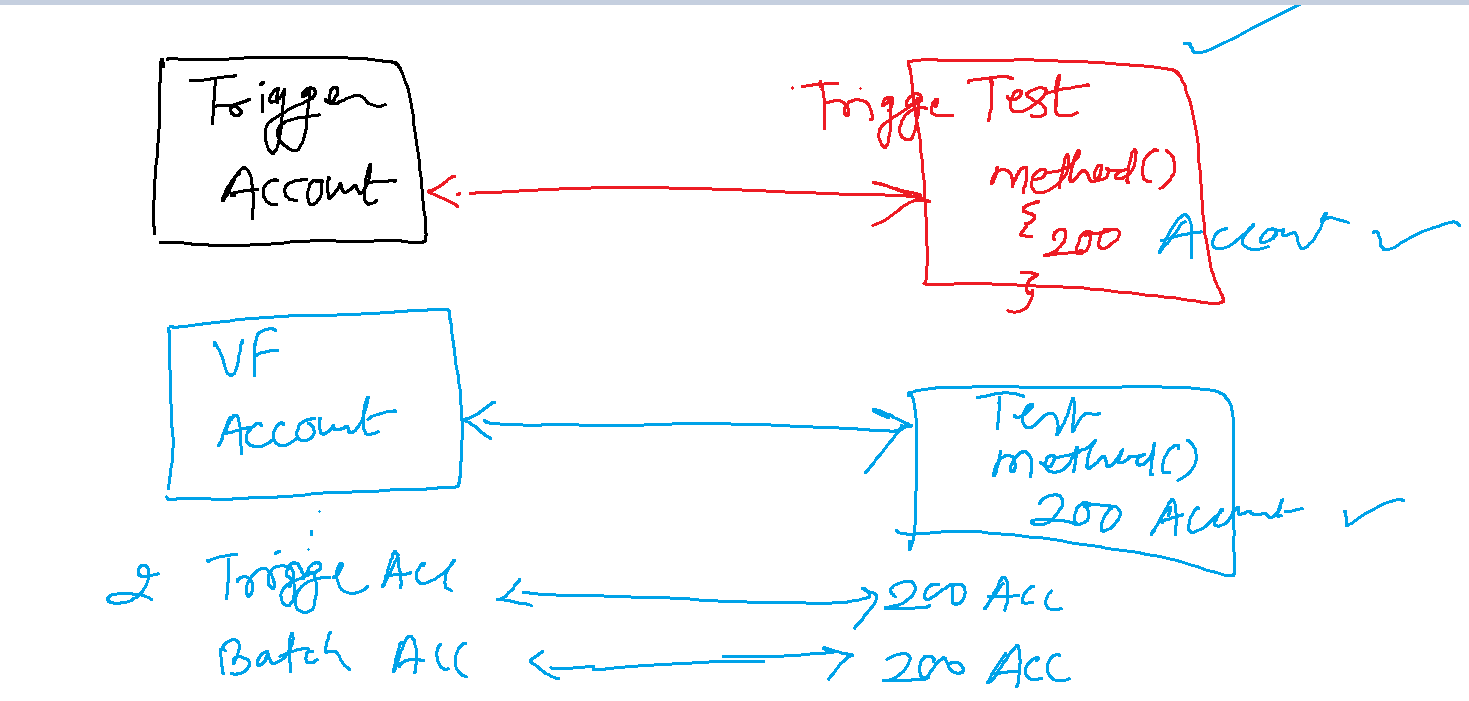 Trigger
Account
Trigge Test
method()
{
200 Account
}
VF
Account
Test
method()
200 Account
2 Trigge Acc
200 Acc
Batch Acc
200 Acc